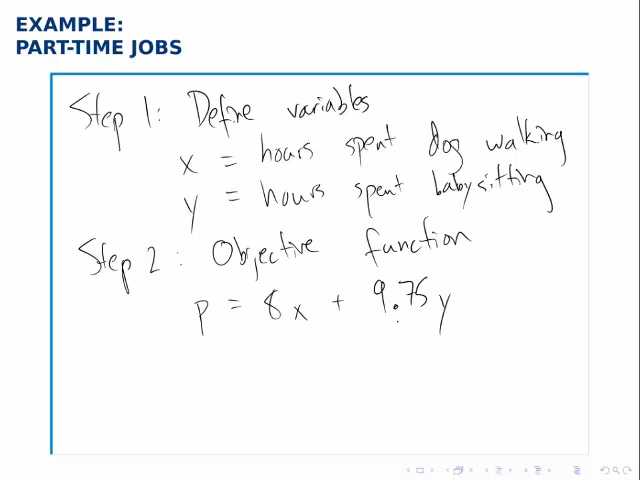 EXAMPLE:
PART-TIME JOBS
Step 1: Define variables
x = hours spent dog walking
y = hours spent babysitting
Step 2: Objective function
p = 8x + 9.75y